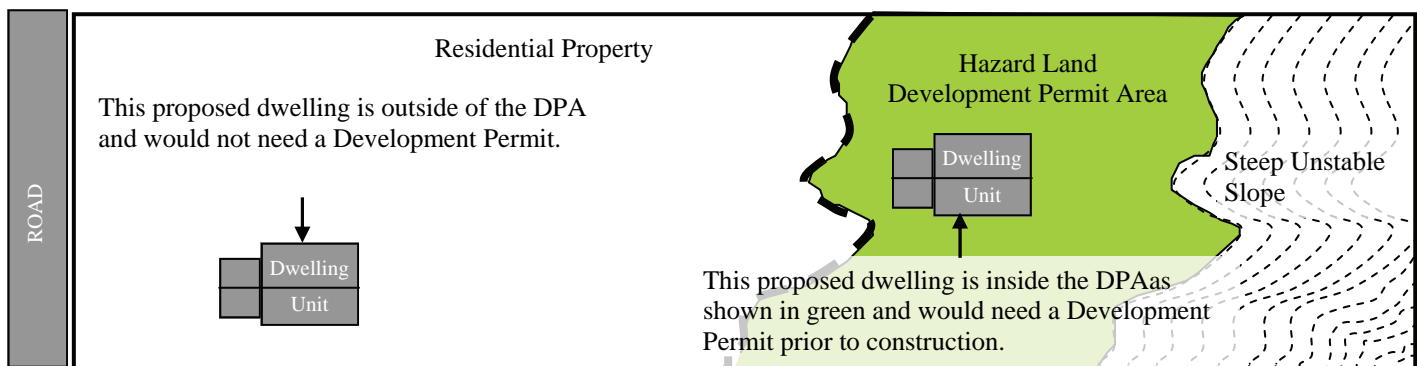 ROAD
Residential Property
This proposed dwelling is outside of the DPA
and would not need a Development Permit.
Dwelling
Unit
Hazard Land
Development Permit Area
Dwelling
Unit
Steep Unstable
Slope
This proposed dwelling is inside the DPAas
shown in green and would need a Development
Permit prior to construction.